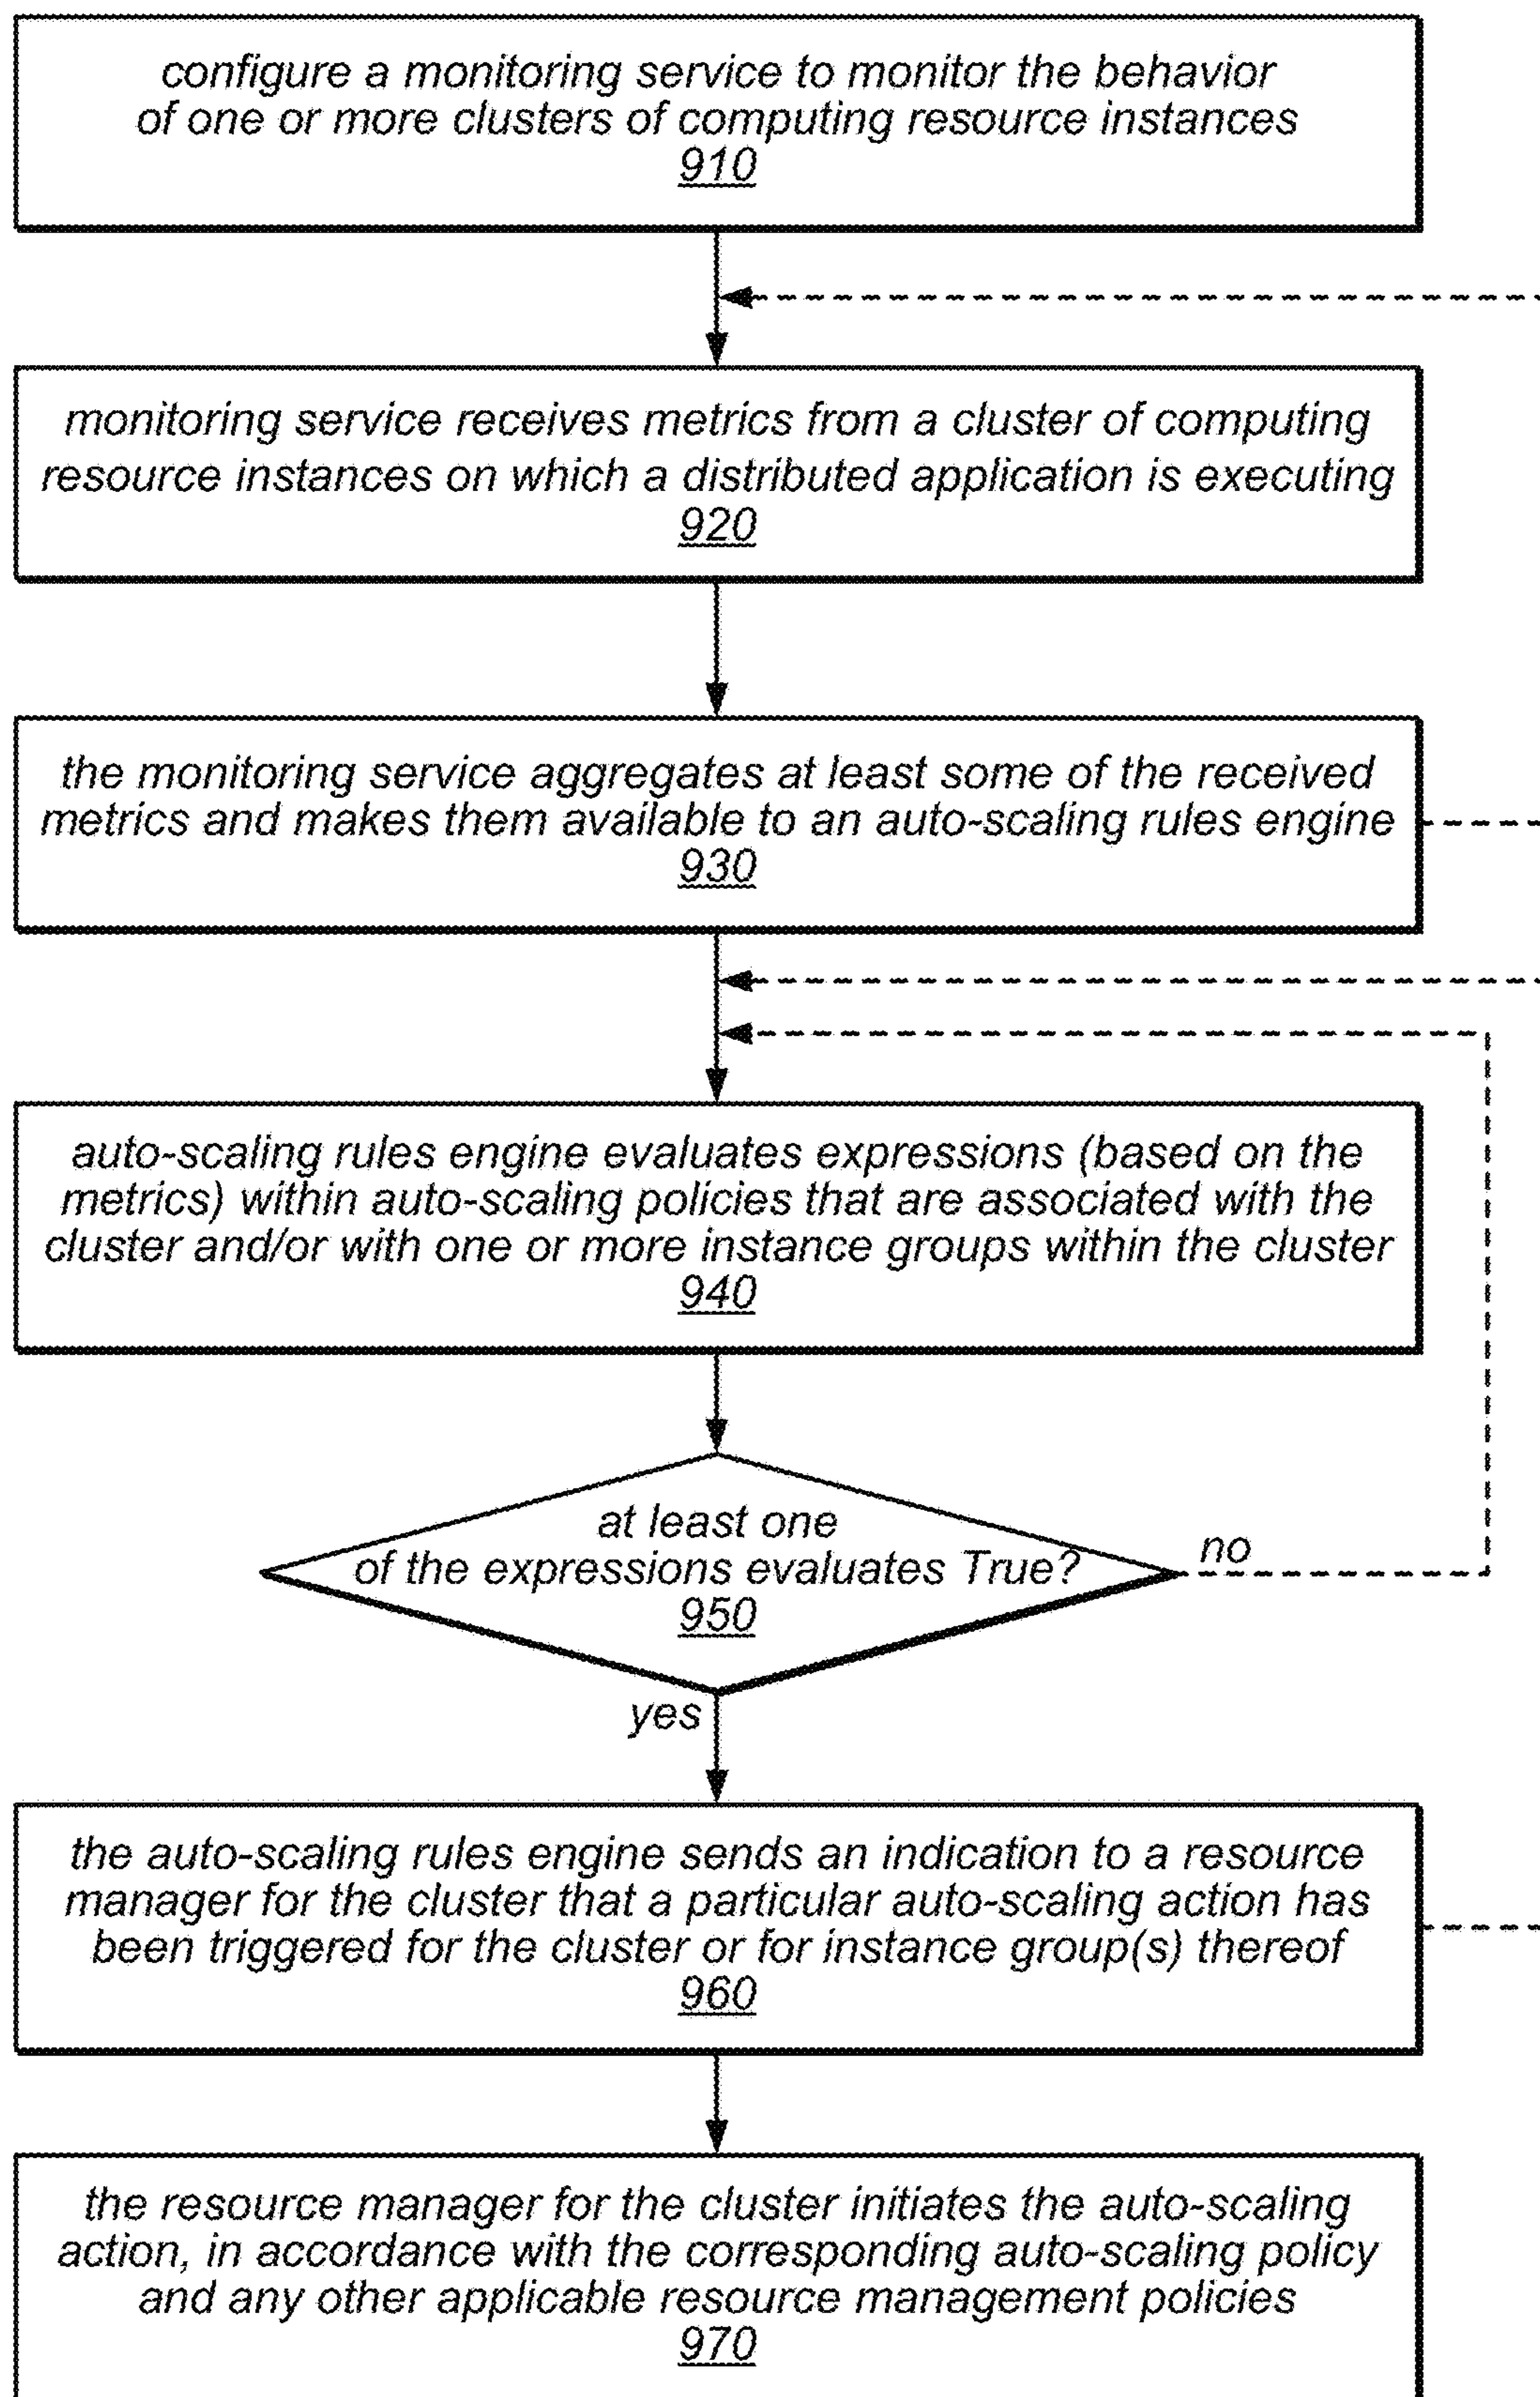 configure a monitoring service to monitor the behavior
of one or more clusters of computing resource instances
910
monitoring service receives metrics from a cluster of computing
resource instances on which a distributed application is executing
920
the monitoring service aggregates at least some of the received
metrics and makes them available to an auto-scaling rules engine
930
auto-scaling rules engine evaluates expressions (based on the
metrics) within auto-scaling policies that are associated with the
cluster and/or with one or more instance groups within the cluster
940
at least one
of the expressions evaluates True?
950
no
yes
the auto-scaling rules engine sends an indication to a resource
manager for the cluster that a particular auto-scaling action has
been triggered for the cluster or for instance group(s) thereof
960
the resource manager for the cluster initiates the auto-scaling
action, in accordance with the corresponding auto-scaling policy
and any other applicable resource management policies
970